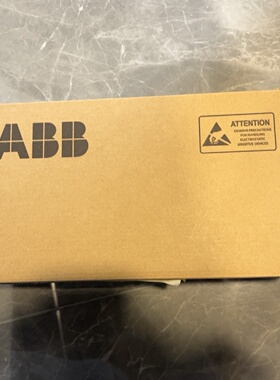 ABB
ATTENTION
OBSERVE PRECAUTIONS
FOR HANDLING
ELECTROSTATIC
SENSITIVE DEVICES